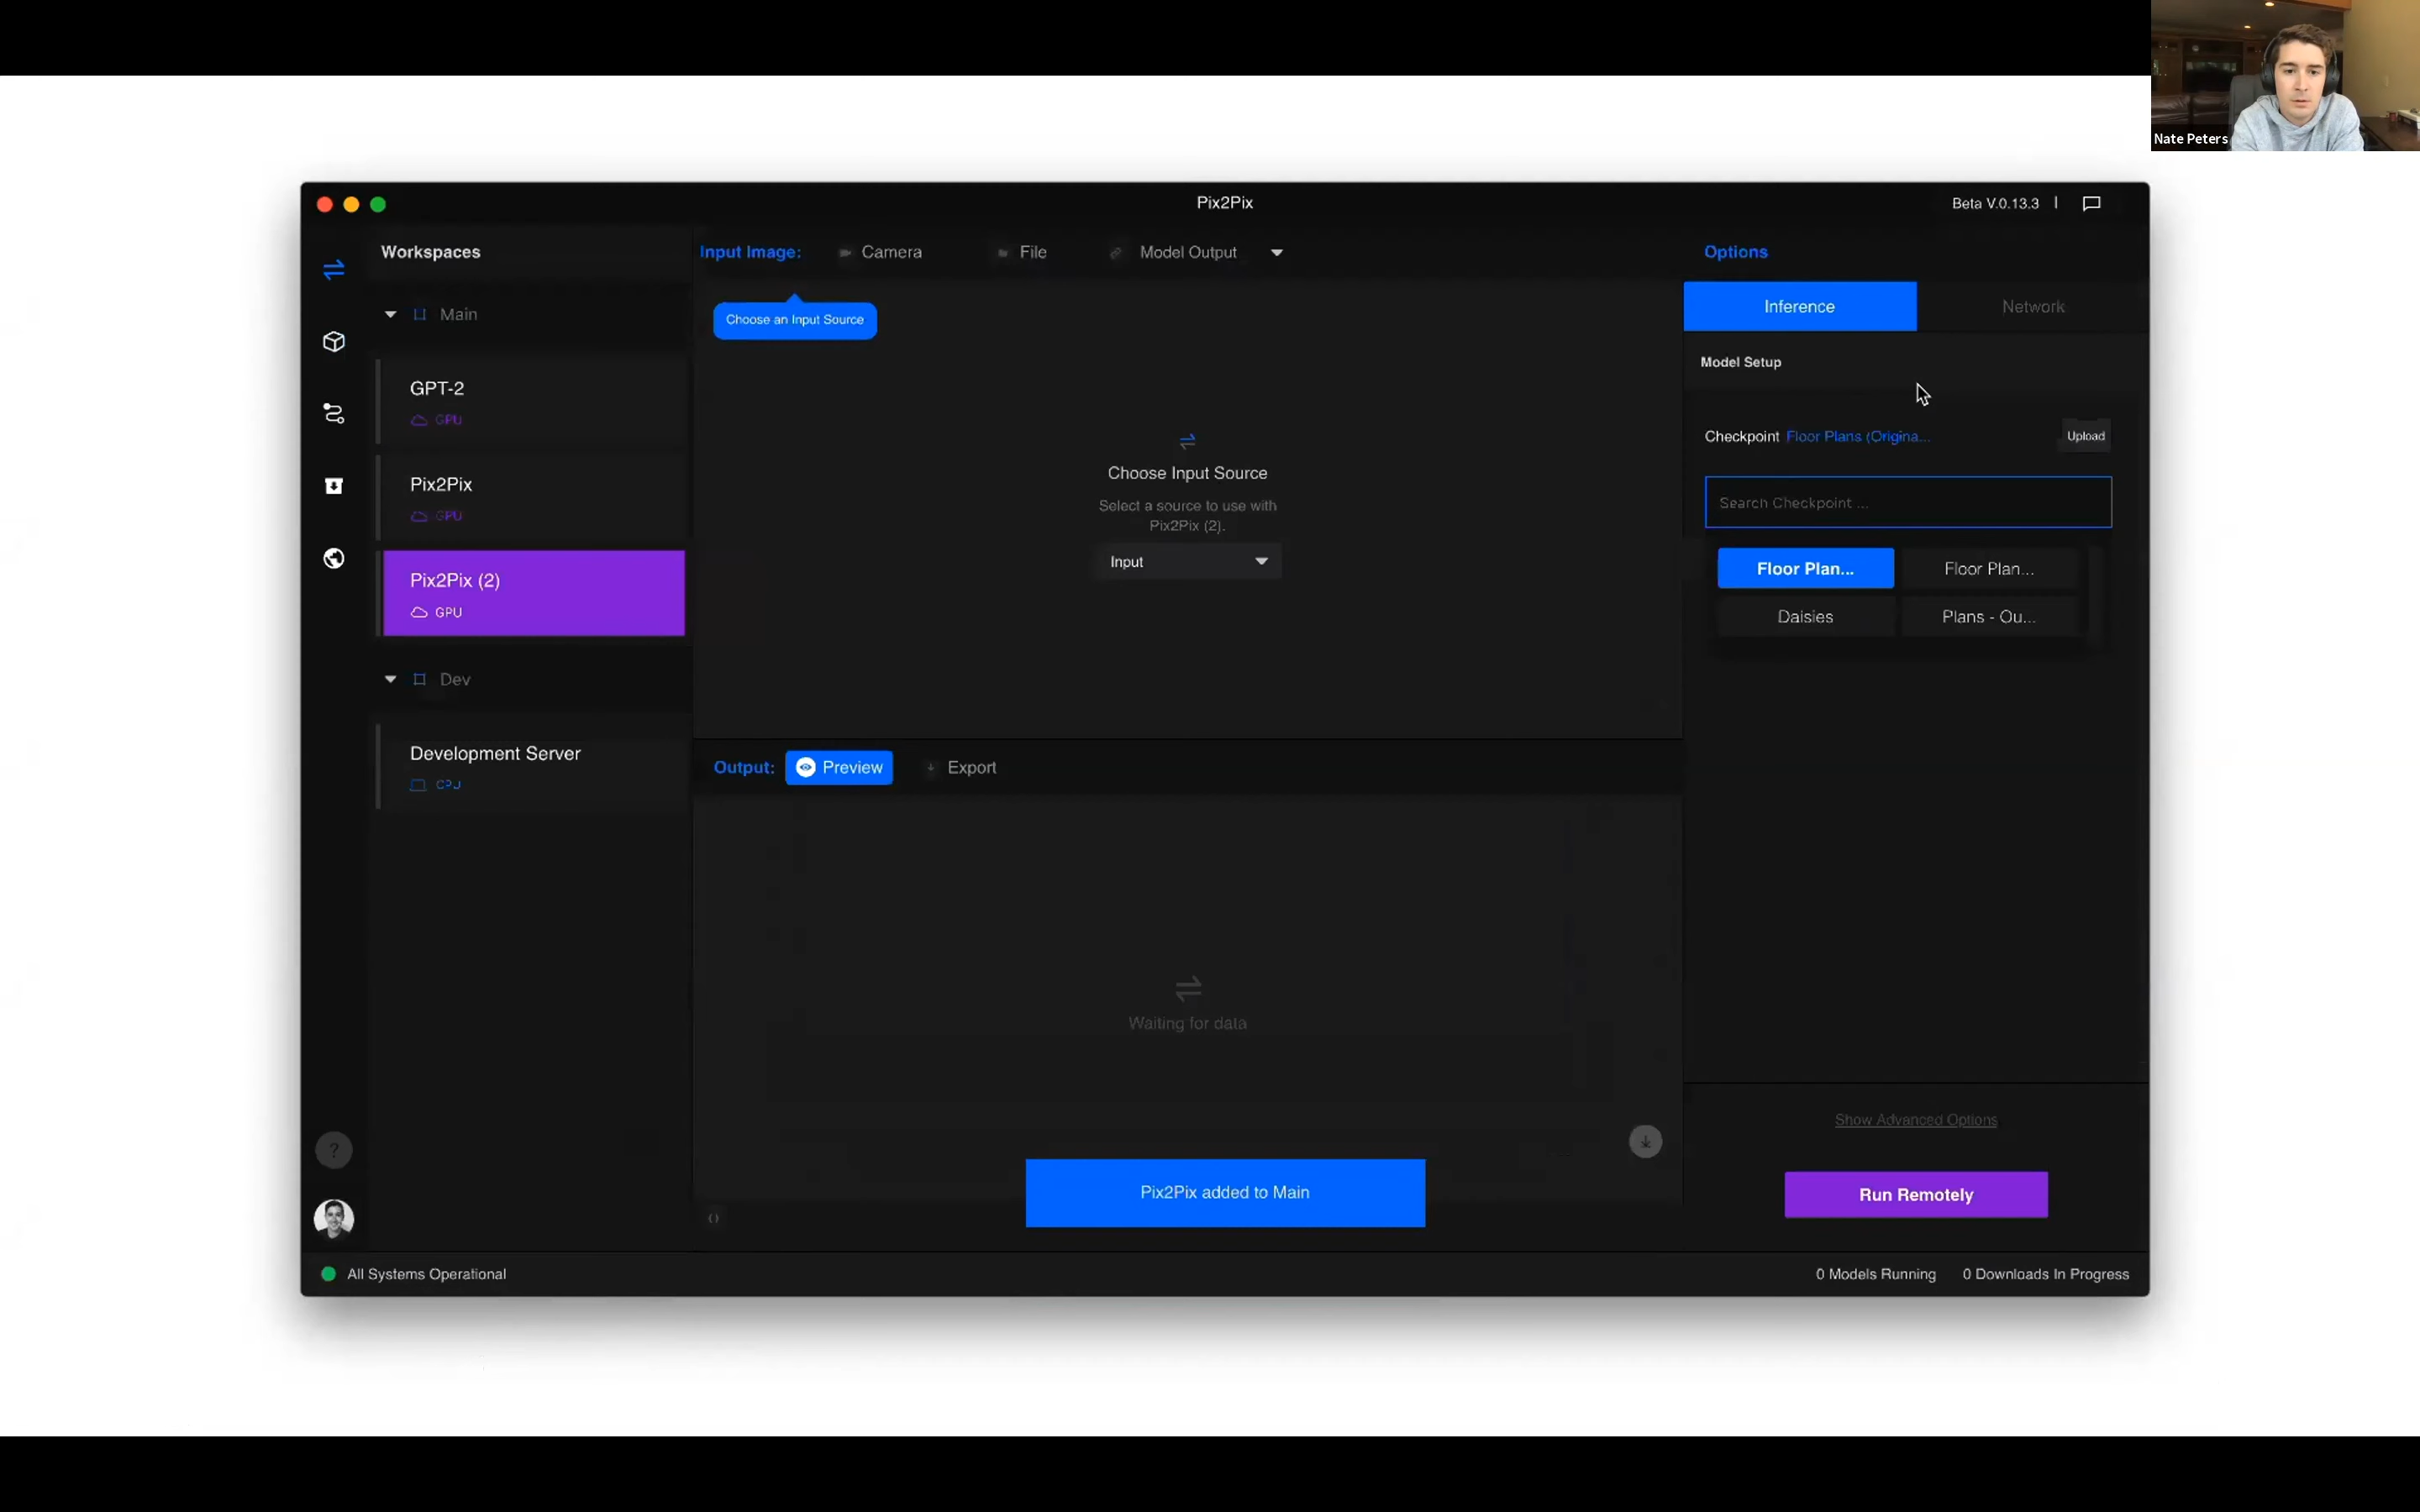 Nate Peters
Pix2Pix
Beta V.0.13.3
Workspaces
Input Image: Camera File Model Output
Options
Choose an Input Source
Inference Network
Main
Model Setup
GPT-2
GPU
Checkpoint Floor Plans (Origina... Upload
Choose Input Source
Select a source to use with
Pix2Pix (2).
Input
Search Checkpoint ...
Pix2Pix
GPU
Pix2Pix (2)
GPU
Floor Plan... Floor Plan...
Daisies Plans - Ou...
Dev
Development Server
CPU
Output: Preview Export
Waiting for data
Show Advanced Options
Pix2Pix added to Main
Run Remotely
All Systems Operational
0 Models Running 0 Downloads In Progress